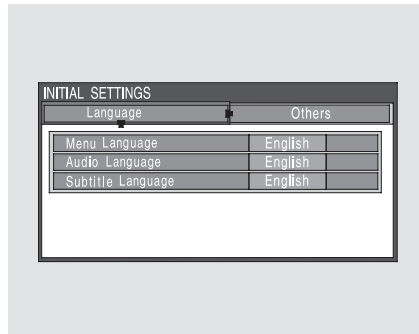 INITIAL SETTINGS
Language Others
Menu Language English
Audio Language English
Subtitle Language English